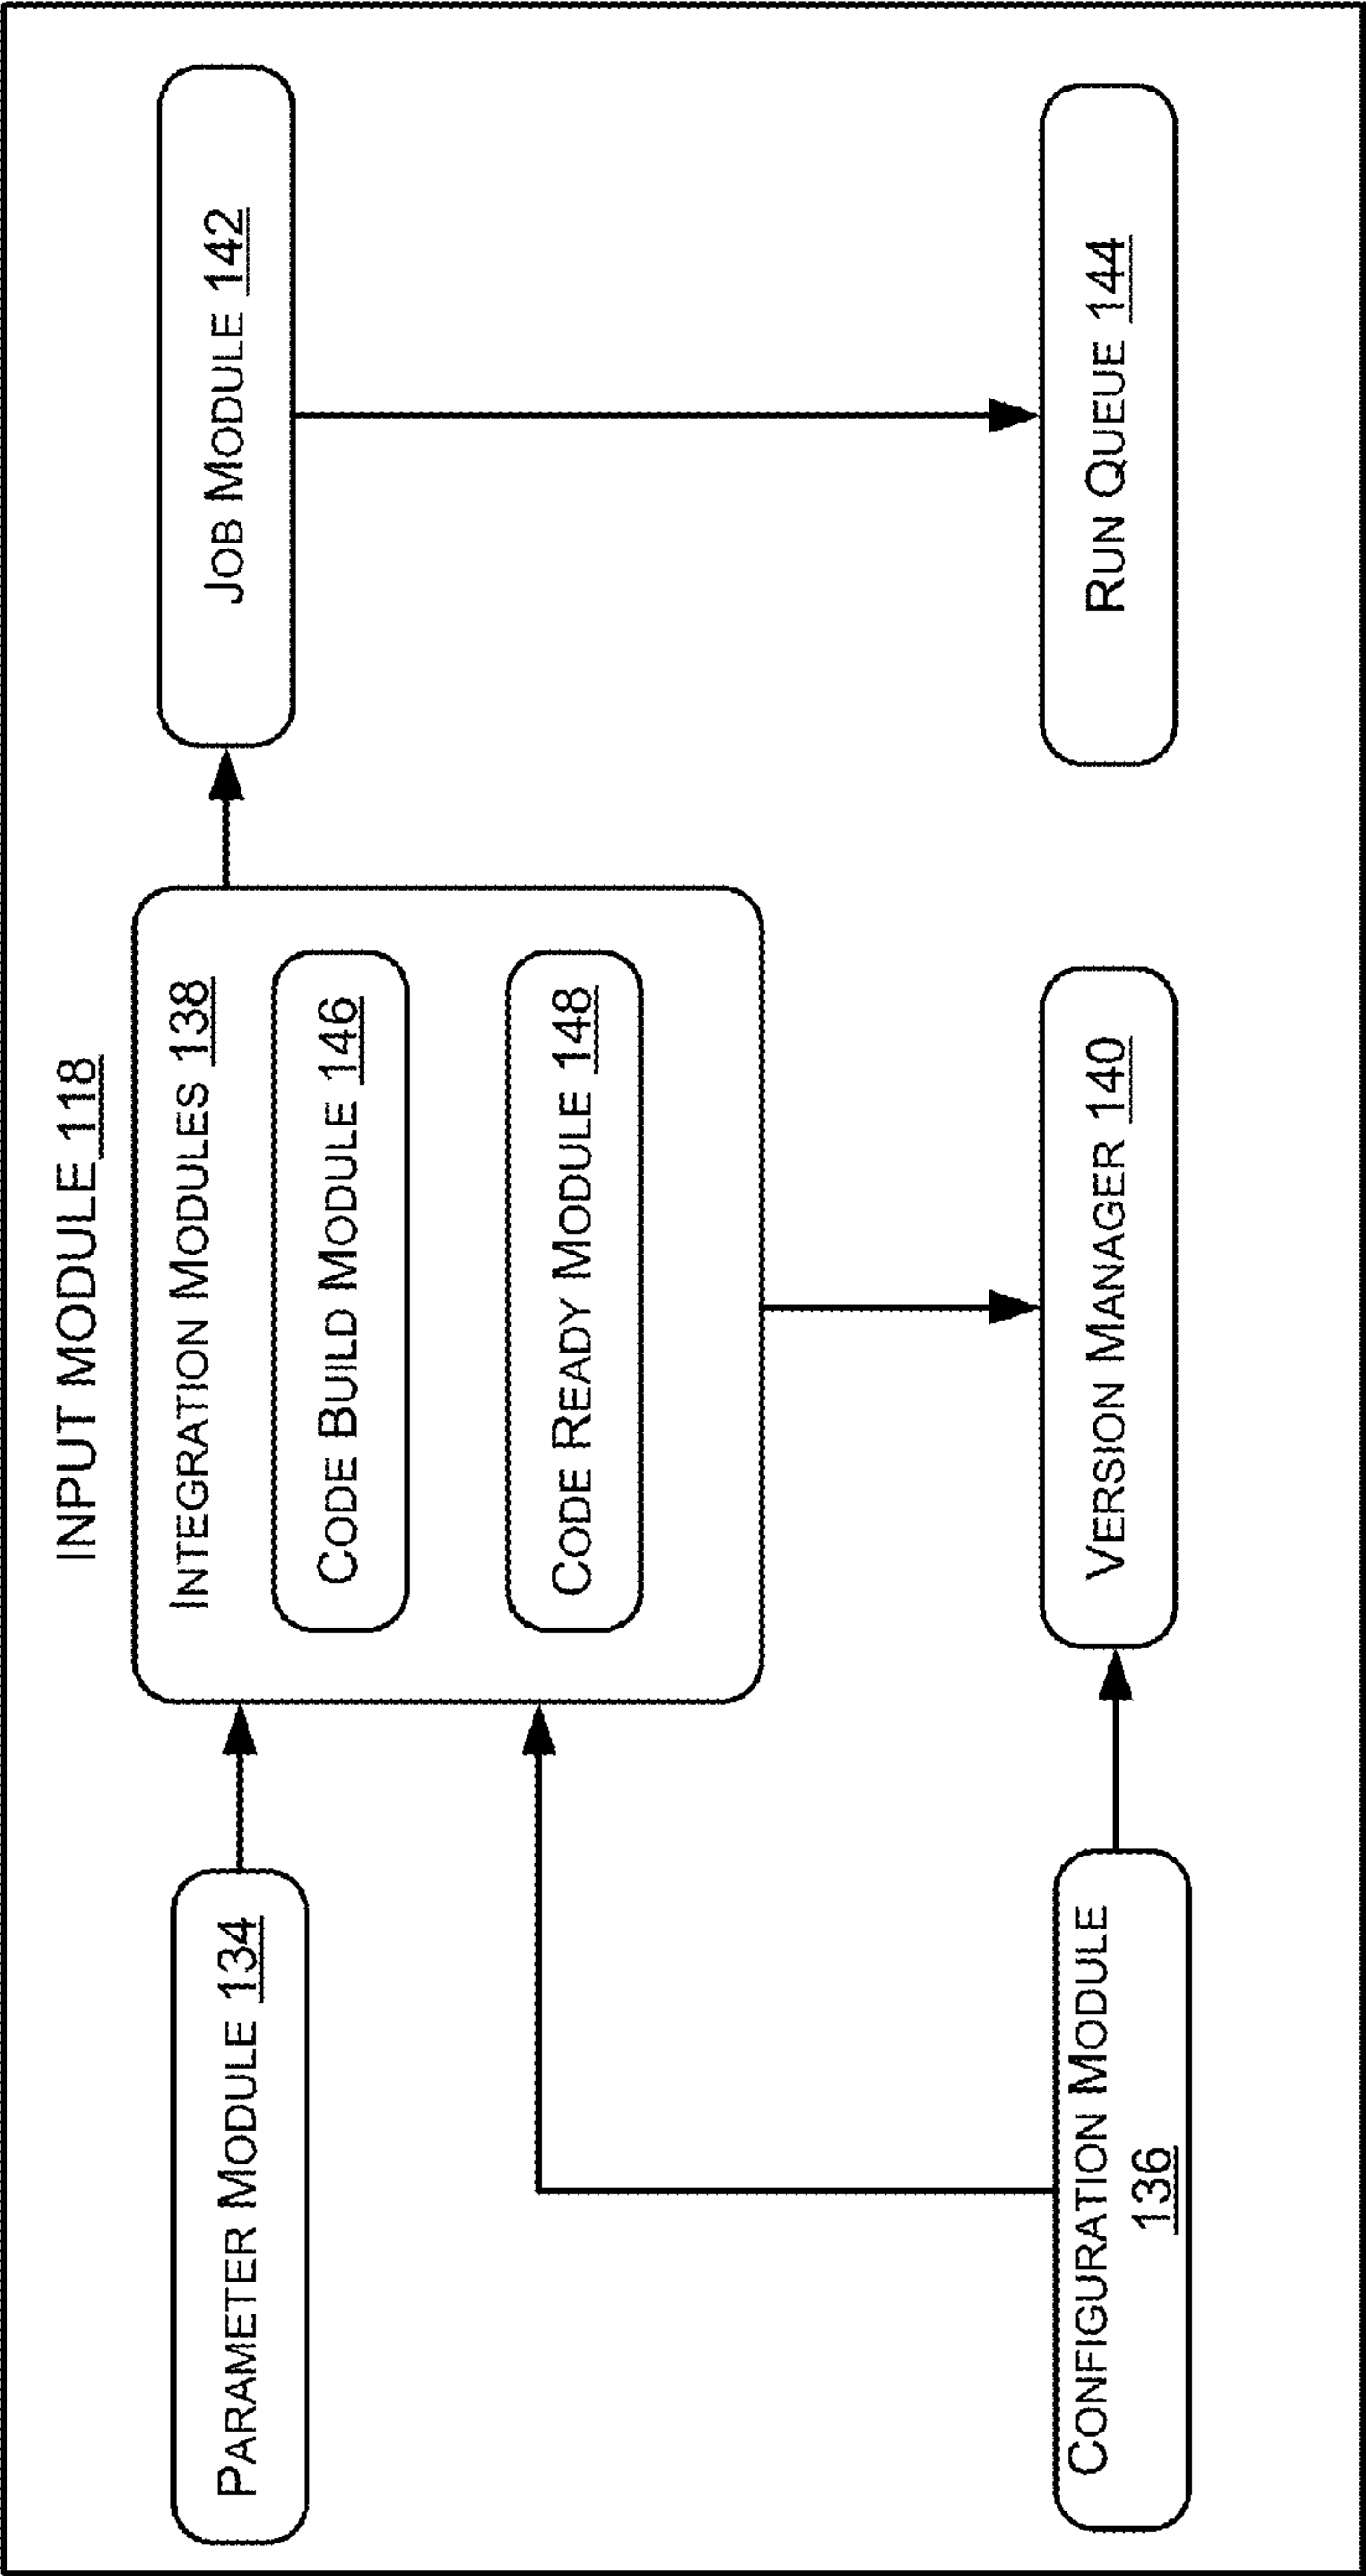 INPUT MODULE 118
PARAMETER MODULE 134
INTEGRATION MODULES 138
CODE BUILD MODULE 146
CODE READY MODULE 148
JOB MODULE 142
CONFIGURATION MODULE
136
VERSION MANAGER 140
RUN QUEUE 144